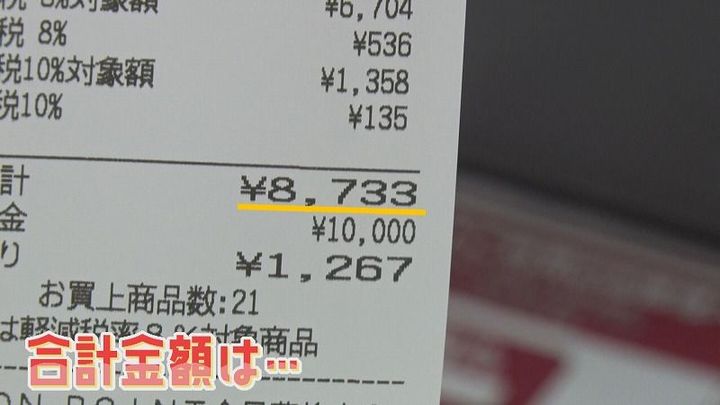 8%対象額 ¥6,704
税 8% ¥536
税10%対象額 ¥1,358
税10% ¥135
計 ¥8,733
金 ¥10,000
り ¥1,267
お買上商品数:21
は軽減税率8%対象商品
合計金額は…